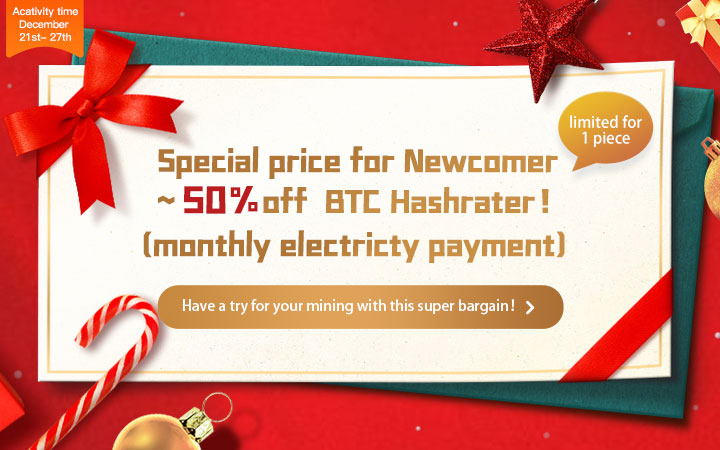 Acativity time
December
21st~ 27th
limited for
1 piece
Special price for Newcomer
~ 50% off BTC Hashrater!
(monthly electricty payment)
Have a try for your mining with this super bargain! >